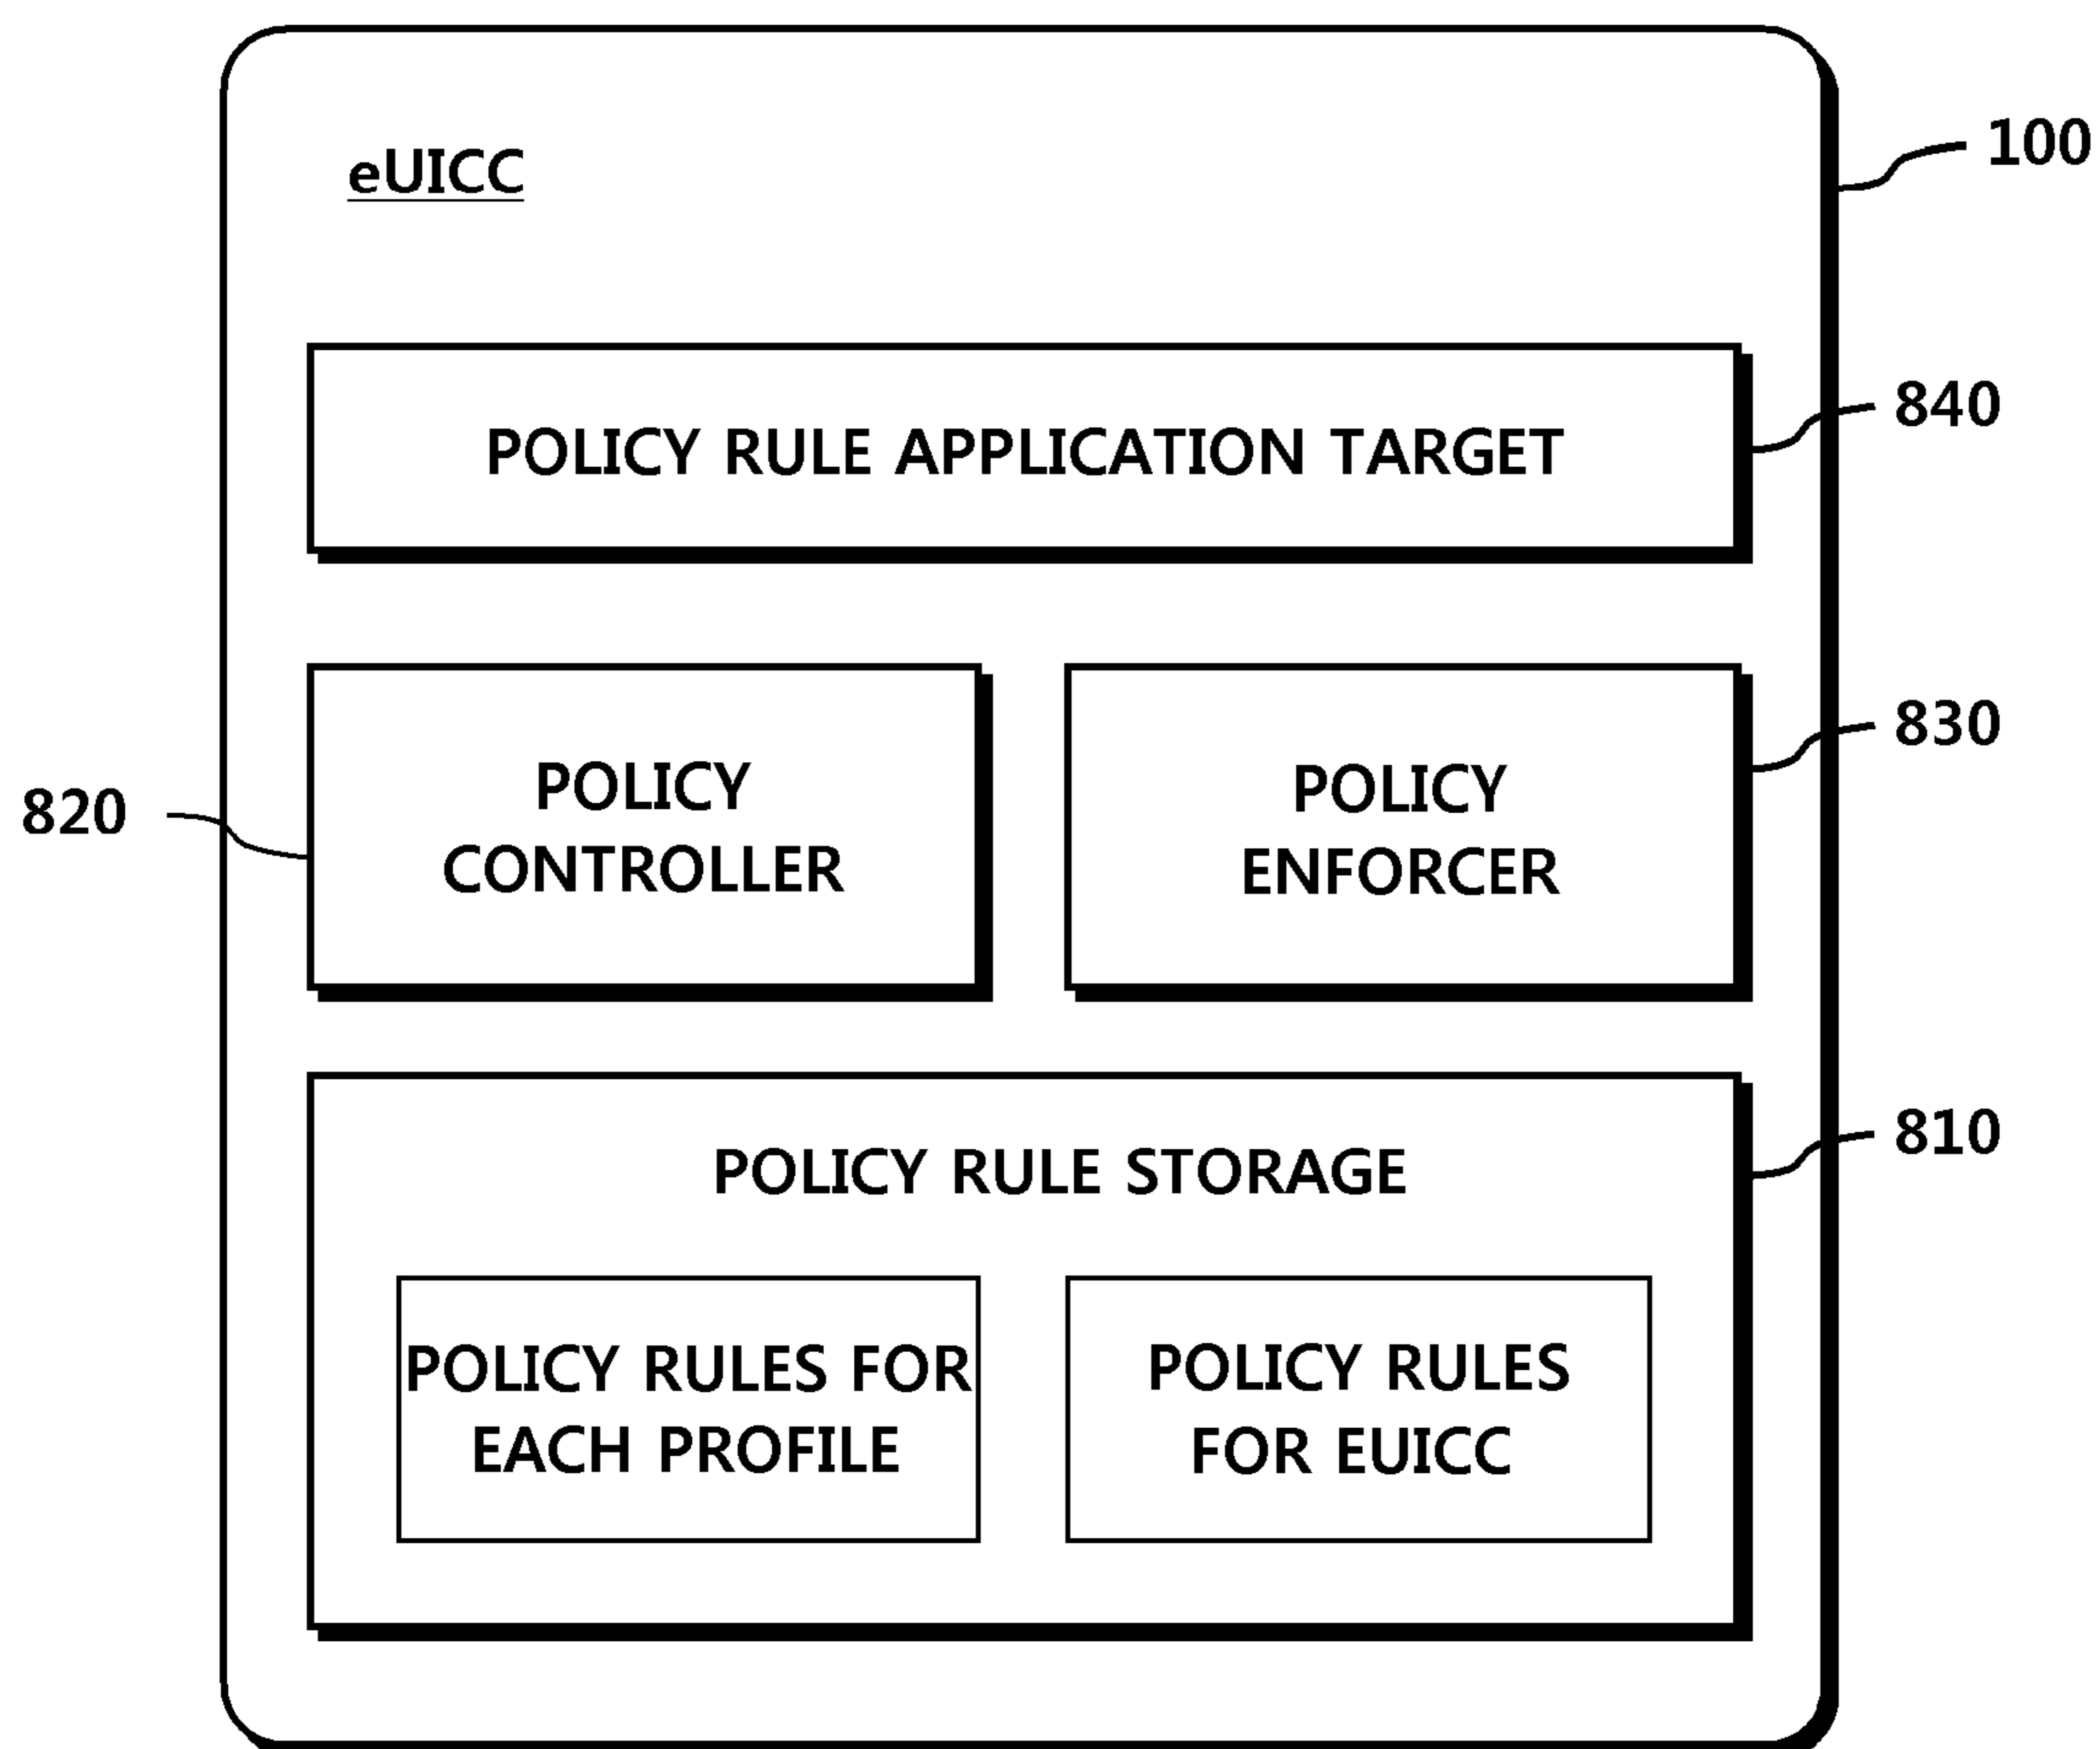 eUICC
100
POLICY RULE APPLICATION TARGET
840
820
POLICY
CONTROLLER
POLICY
ENFORCER
830
POLICY RULE STORAGE
810
POLICY RULES FOR
EACH PROFILE
POLICY RULES
FOR EUICC